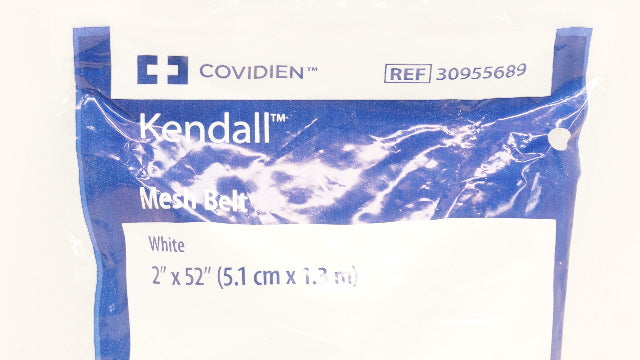 COVIDIEN™ REF 30955689
Kendall™
Mesh Belt
White
2" x 52" (5.1 cm x 1.3 m)